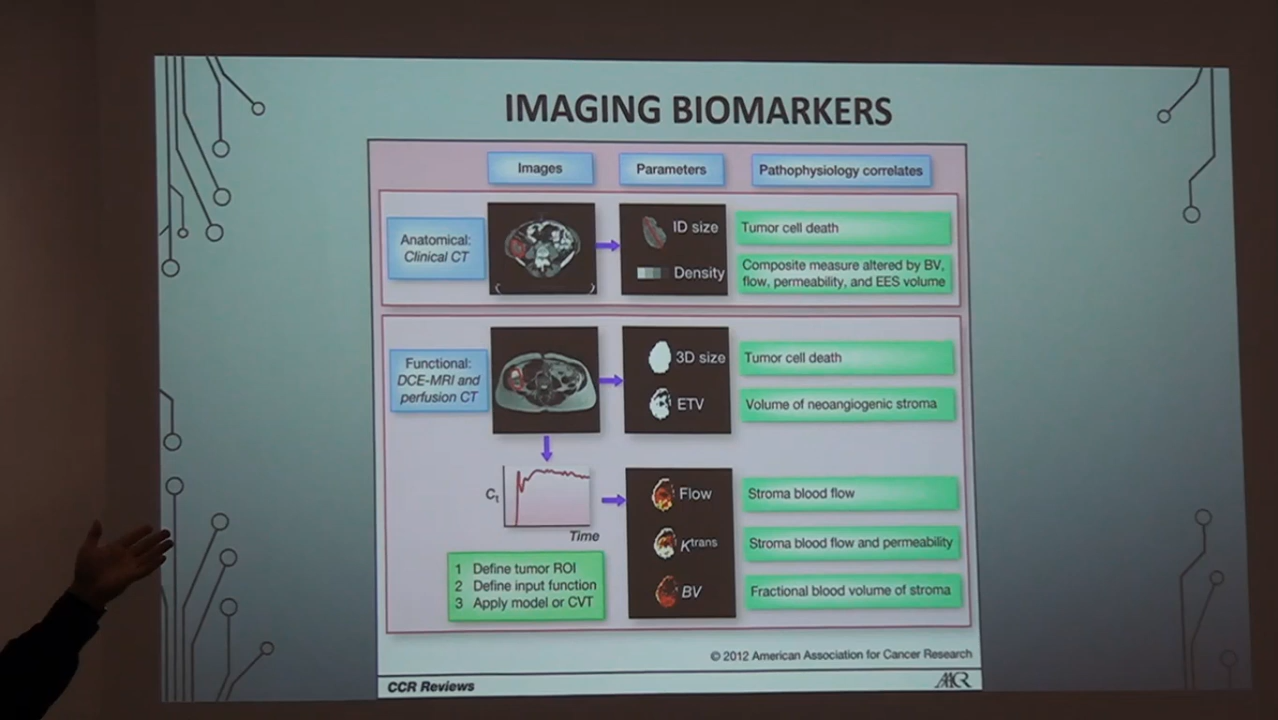 IMAGING BIOMARKERS
Images
Parameters
Pathophysiology correlates
Anatomical:
Clinical CT
ID size
Density
Tumor cell death
Composite measure altered by BV,
flow, permeability, and EES volume
Functional:
DCE-MRI and
perfusion CT
3D size
ETV
Tumor cell death
Volume of neoangiogenic stroma
Ct
Time
Flow
Ktrans
BV
Stroma blood flow
Stroma blood flow and permeability
Fractional blood volume of stroma
1 Define tumor ROI
2 Define input function
3 Apply model or CVT
© 2012 American Association for Cancer Research
CCR Reviews
AACR